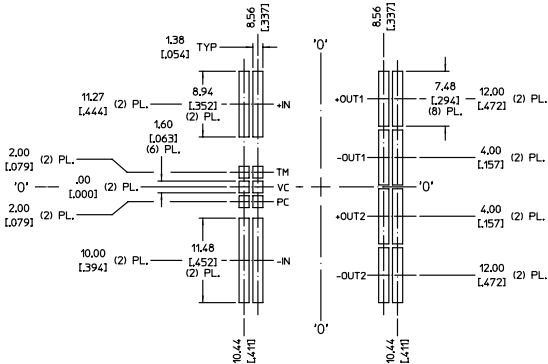 8.56
[.337]
8.56
[.337]
1.38
[.054]
TYP
'0'
11.27
[.444]
(2) PL.
8.94
[.352]
(2) PL.
+IN
+OUT1
7.48
[.294]
(8) PL.
12.00
[.472]
(2) PL.
1.60
[.063]
(6) PL.
2.00
[.079]
(2) PL.
TM
-OUT1
4.00
[.157]
(2) PL.
'0'
.00
[.000]
(2) PL.
VC
'0'
2.00
[.079]
(2) PL.
PC
+OUT2
4.00
[.157]
(2) PL.
10.00
[.394]
(2) PL.
11.48
[.452]
(2) PL.
-IN
-OUT2
12.00
[.472]
(2) PL.
'0'
10.44
[.411]
10.44
[.411]